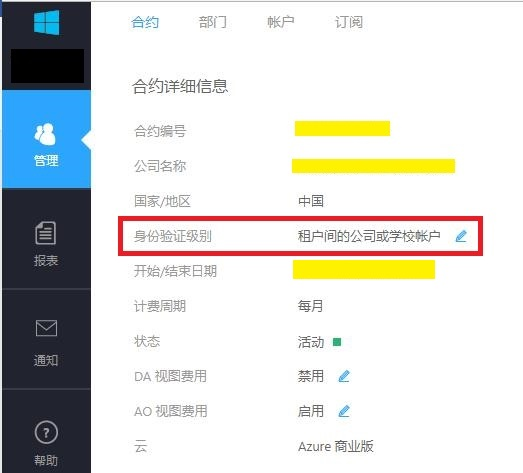 合约 部门 帐户 订阅
合约详细信息
合约编号
公司名称
国家/地区 中国
身份验证级别 租户间的公司或学校帐户
开始/结束日期
计费周期 每月
状态 活动
DA 视图费用 禁用
AO 视图费用 启用
云 Azure 商业版
管理
报表
通知
帮助